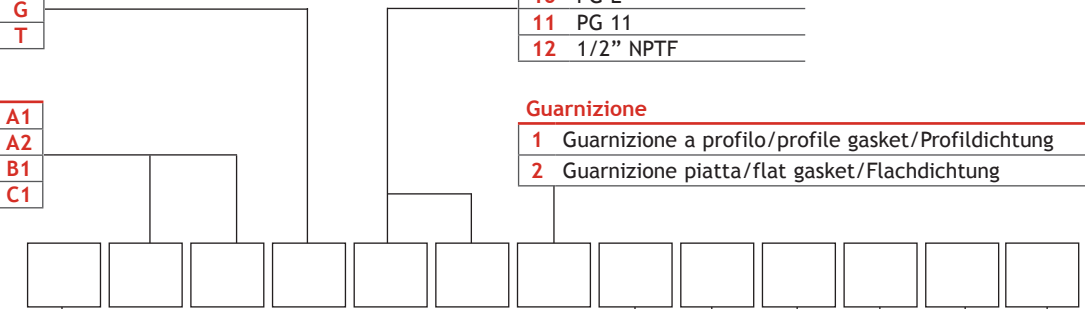 G
T
11 PG 11
12 1/2” NPTF
A1
A2
B1
C1
Guarnizione
1 Guarnizione a profilo/profile gasket/Profildichtung
2 Guarnizione piatta/flat gasket/Flachdichtung